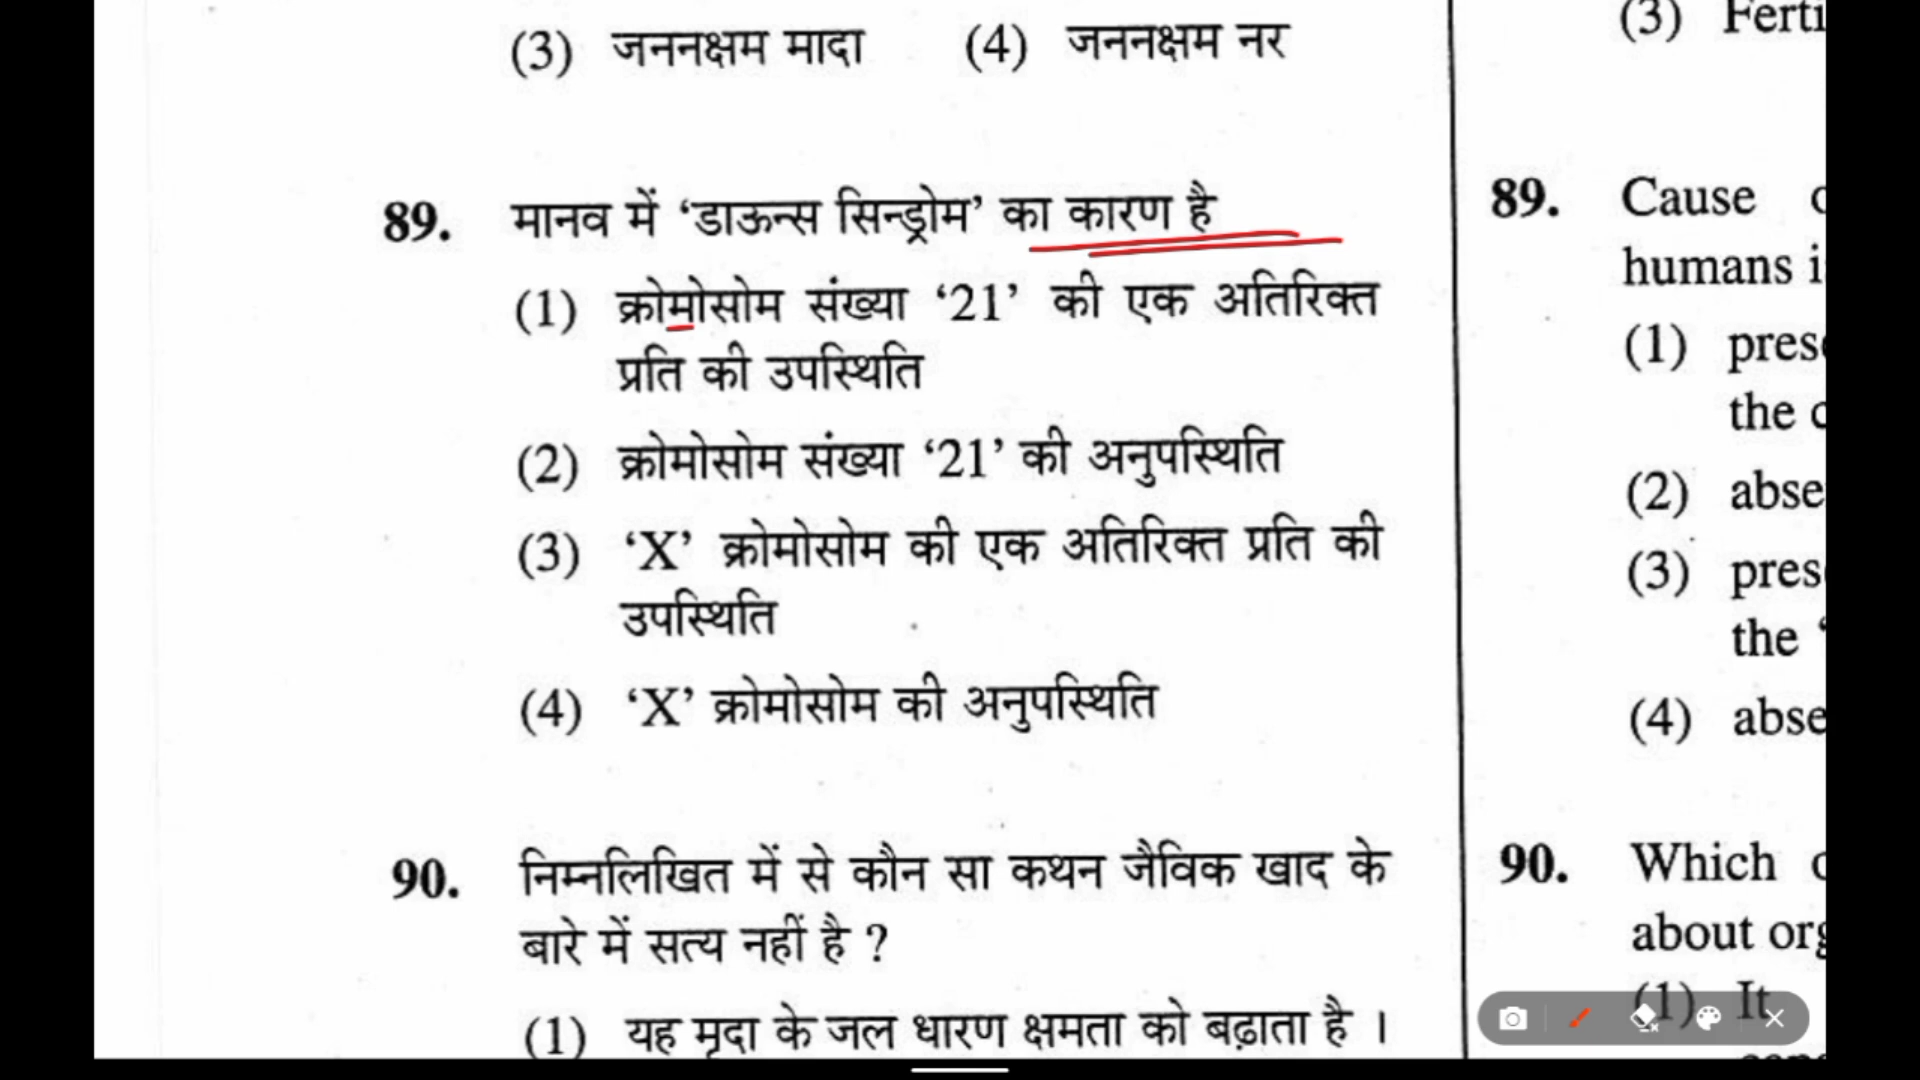 (3) जननक्षम मादा (4) जननक्षम नर
89. मानव में ‘डाऊन्स सिन्ड्रोम’ का कारण है
(1) क्रोमोसोम संख्या ‘21’ की एक अतिरिक्त
प्रति की उपस्थिति
(2) क्रोमोसोम संख्या ‘21’ की अनुपस्थिति
(3) ‘X’ क्रोमोसोम की एक अतिरिक्त प्रति की
उपस्थिति
(4) ‘X’ क्रोमोसोम की अनुपस्थिति
90. निम्नलिखित में से कौन सा कथन जैविक खाद के
बारे में सत्य नहीं है ?
(1) यह मृदा के जल धारण क्षमता को बढ़ाता है ।
(3) Ferti
89. Cause
humans
(1) pres
the
(2) abse
(3) pres
the
(4) abse
90. Which
about
(1) It